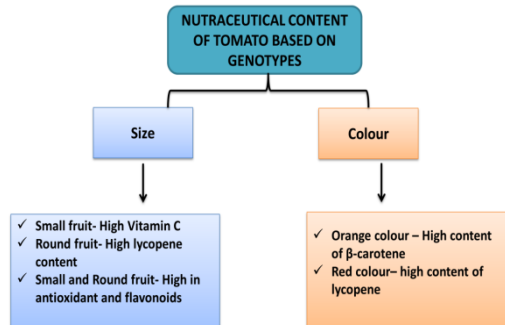 NUTRACEUTICAL CONTENT
OF TOMATO BASED ON
GENOTYPES
Size
Colour
✓ Small fruit- High Vitamin C
✓ Round fruit- High lycopene
content
✓ Small and Round fruit- High in
antioxidant and flavonoids
✓ Orange colour – High content
of β-carotene
✓ Red colour– high content of
lycopene